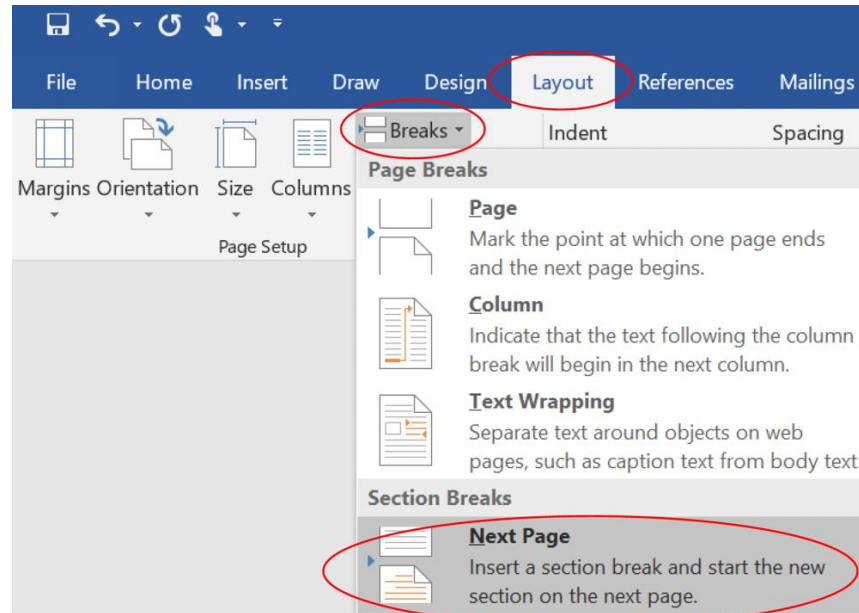 File Home Insert Draw Design Layout References Mailings
Breaks Indent Spacing
Margins Orientation Size Columns
Page Setup
Page Breaks
Page
Mark the point at which one page ends
and the next page begins.
Column
Indicate that the text following the column
break will begin in the next column.
Text Wrapping
Separate text around objects on web
pages, such as caption text from body text.
Section Breaks
Next Page
Insert a section break and start the new
section on the next page.